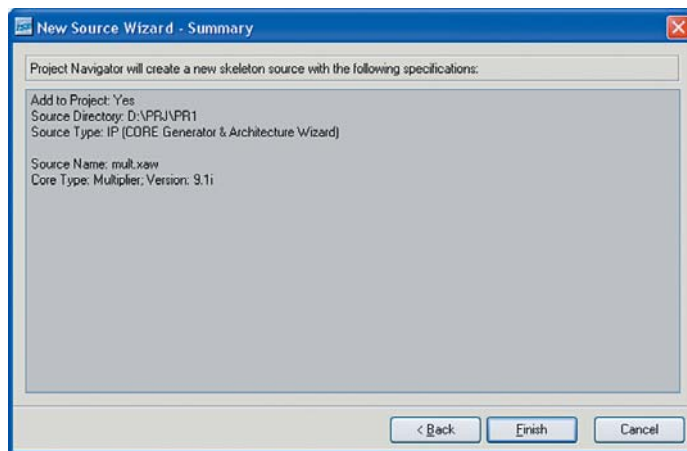 New Source Wizard - Summary
Project Navigator will create a new skeleton source with the following specifications:
Add to Project: Yes
Source Directory: D:\PRJ\PR1
Source Type: IP (CORE Generator & Architecture Wizard)
Source Name: mult.xaw
Core Type: Multiplier; Version: 9.1i
< Back
Finish
Cancel